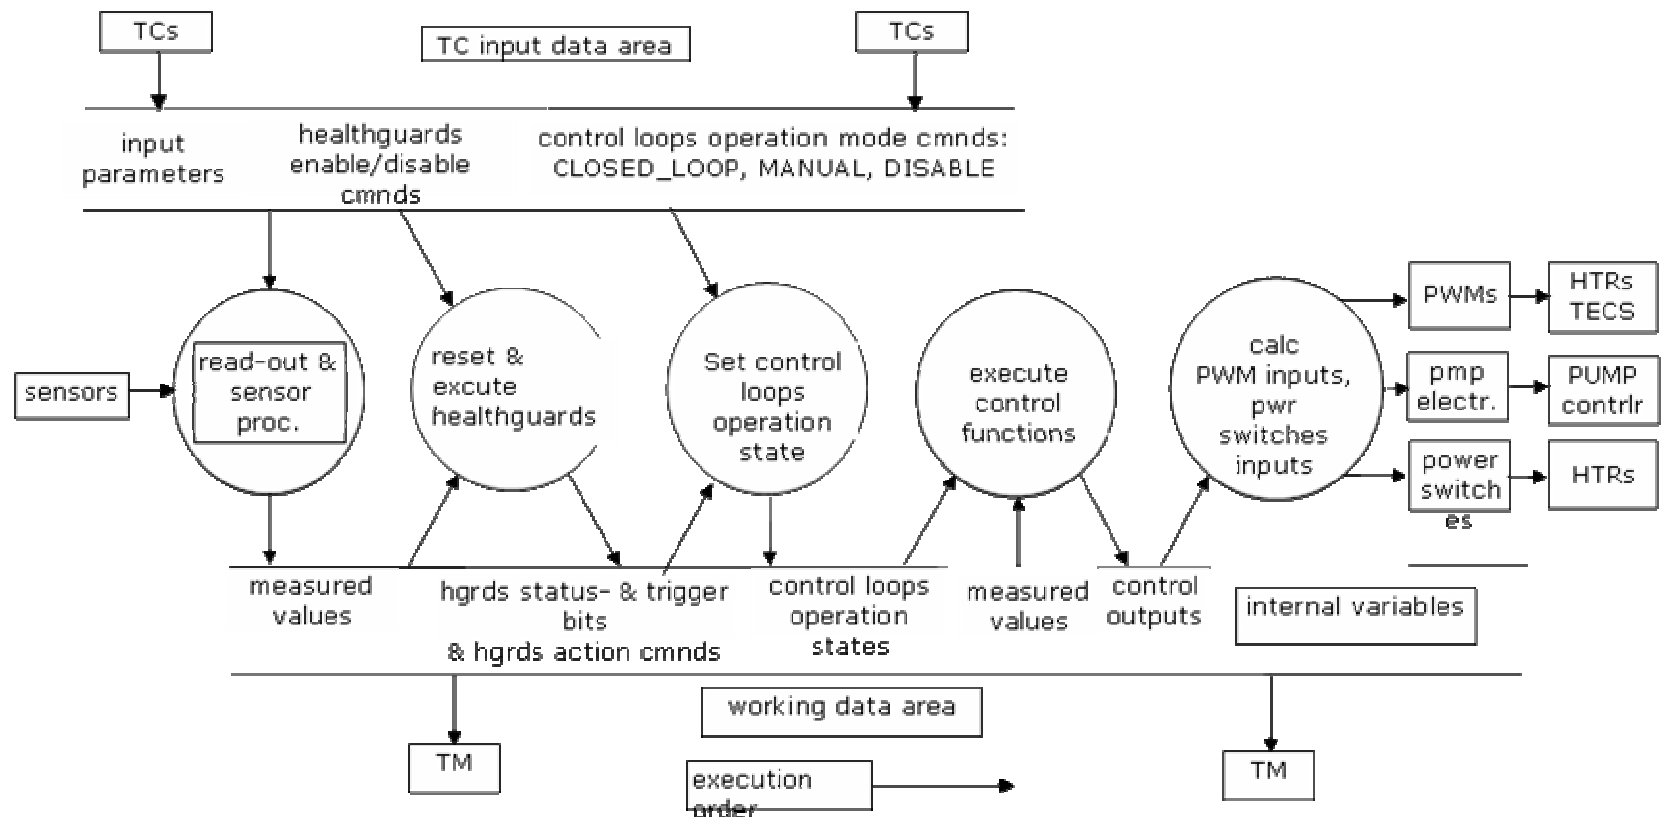 TCs
TC input data area
TCs
input
parameters
healthguards
enable/disable
cmnds
control loops operation mode cmnds:
CLOSED_LOOP, MANUAL, DISABLE
sensors
read-out &
sensor
proc.
reset &
excute
healthguards
Set control
loops
operation
state
execute
control
functions
calc
PWM inputs,
pwr
switches
inputs
PWMs
HTRs
TECS
pmp
electr.
PUMP
contrlr
power
switch
es
HTRs
measured
values
hgrds status- & trigger
bits
& hgrds action cmnds
control loops
operation
states
measured
values
control
outputs
internal variables
working data area
TM
TM
execution
order